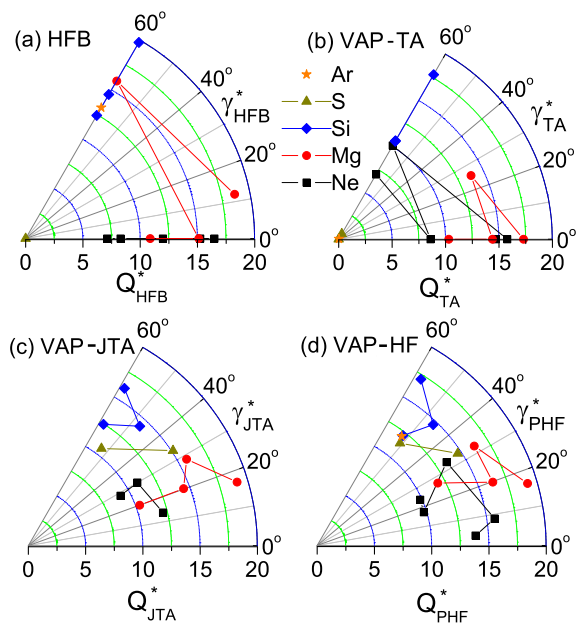 (a) HFB
60°
40°
γ*HFB
20°
0°
0 5 10 15 20
Q*HFB
(b) VAP-TA
60°
40°
γ*TA
20°
0°
0 5 10 15 20
Q*TA
Ar
S
Si
Mg
Ne
(c) VAP-JTA
60°
40°
γ*JTA
20°
0°
0 5 10 15 20
Q*JTA
(d) VAP-HF
60°
40°
γ*PHF
20°
0°
0 5 10 15 20
Q*PHF